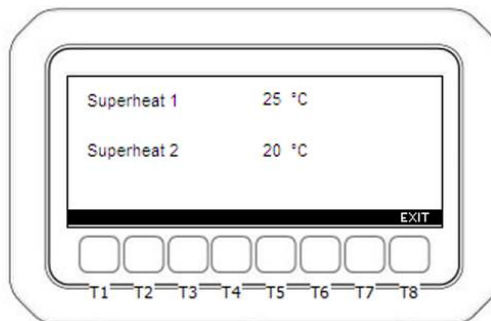 Superheat 1 25 °C
Superheat 2 20 °C
EXIT
T1 T2 T3 T4 T5 T6 T7 T8